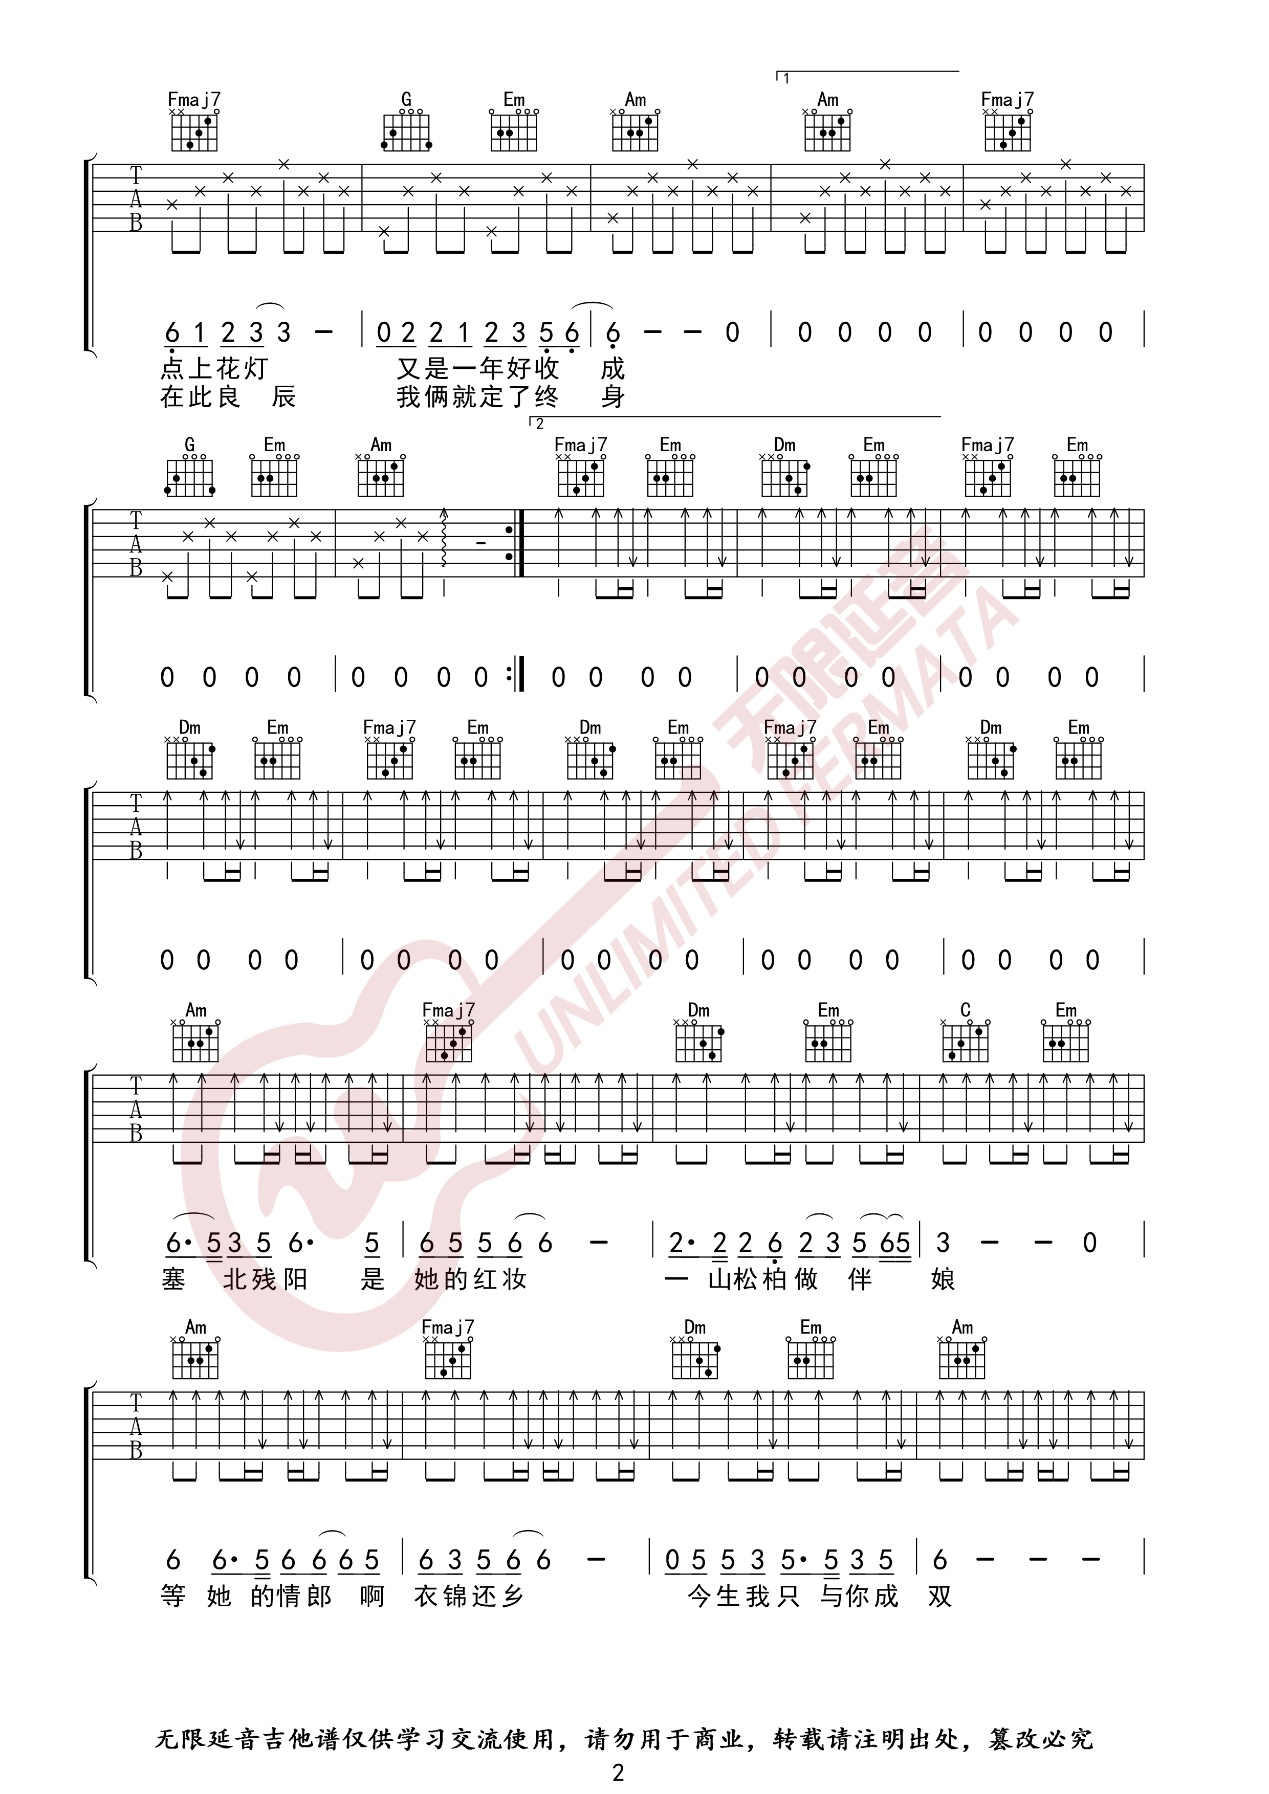 1
Fmaj7 G Em Am Am Fmaj7
T
A
B
6 1 2 3 3 – | 0 2 2 1 2 3 5 6 | 6 – – 0 | 0 0 0 0 | 0 0 0 0 |
点上花灯 又是一年好收 成
在此良 辰 我俩就定了终 身
2
G Em Am Fmaj7 Em Dm Em Fmaj7 Em
T
A
B
0 0 0 0 | 0 0 0 0 :| 0 0 0 0 | 0 0 0 0 | 0 0 0 0 |
Dm Em Fmaj7 Em Dm Em Fmaj7 Em Dm Em
T
A
B
0 0 0 0 | 0 0 0 0 | 0 0 0 0 | 0 0 0 0 | 0 0 0 0 |
Am Fmaj7 Dm Em C Em
T
A
B
6· 5 3 5 6· 5 | 6 5 5 6 6 – | 2· 2 2 6 2 3 5 6 5 | 3 – – 0 |
塞 北残阳 是 她的红妆 一 山松柏做 伴 娘
Am Fmaj7 Dm Em Am
T
A
B
6 6· 5 6 6 6 5 | 6 3 5 6 6 – | 0 5 5 3 5· 5 3 5 | 6 – – – |
等 她 的情郎 啊 衣锦还乡 今生我只 与你成 双
无限延音
UNLIMITED FERMATA
无限延音吉他谱仅供学习交流使用，请勿用于商业，转载请注明出处，篡改必究
2